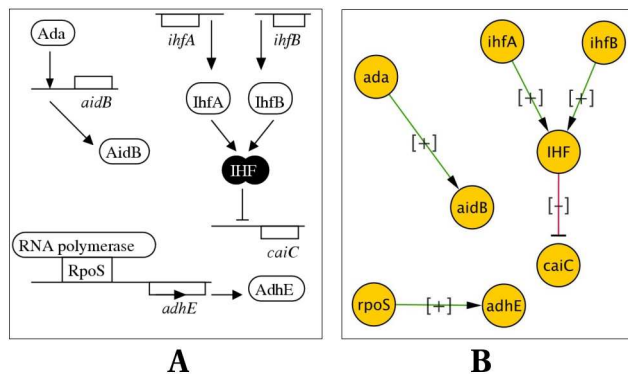 Ada
ihfA
ihfB
aidB
IhfA
IhfB
AidB
IHF
caiC
RNA polymerase
RpoS
adhE
AdhE
A
ihfA
ihfB
ada
[+]
[+]
[+]
IHF
aidB
[-]
caiC
rpoS
[+]
adhE
B